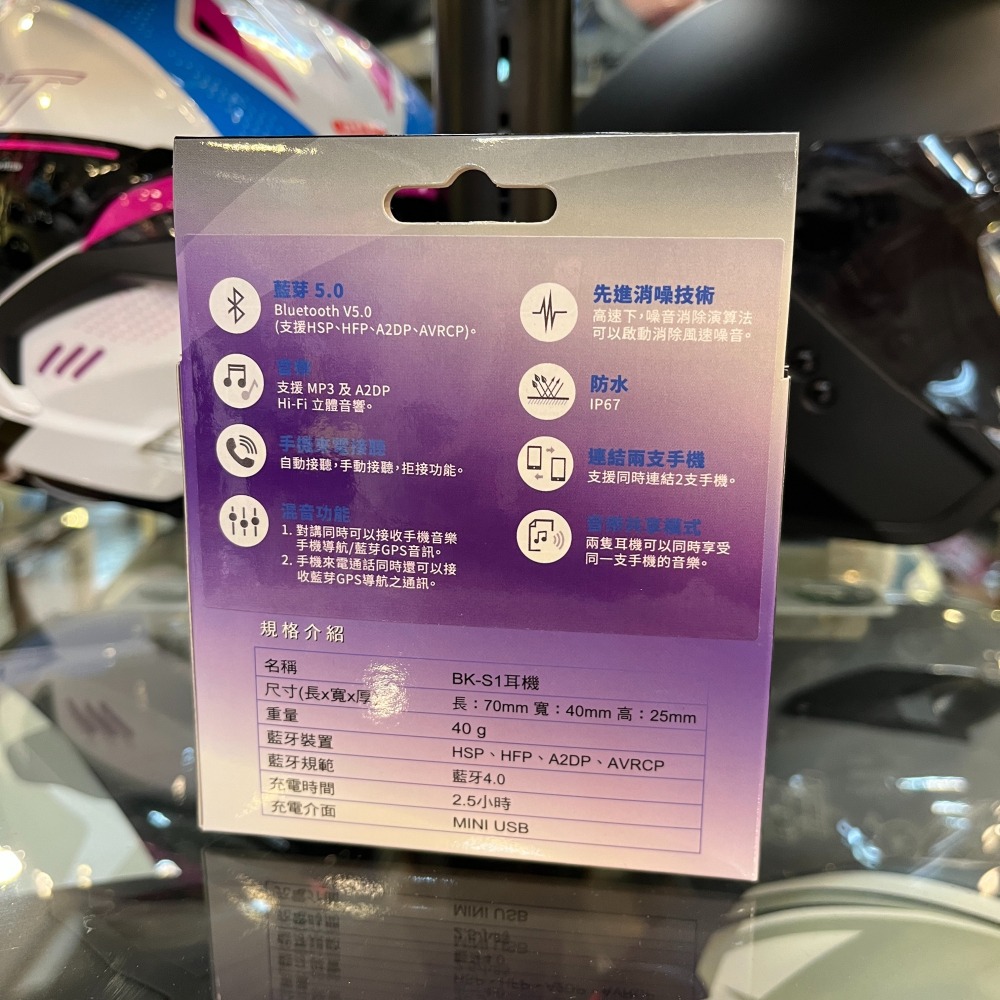 藍芽 5.0
Bluetooth V5.0
(支援HSP、HFP、A2DP、AVRCP)。
支援 MP3 及 A2DP
Hi-Fi 立體音響。
手機來電接聽
自動接聽，手動接聽，拒接功能。
混音功能
1. 對講同時可以接收手機音樂
手機導航/藍芽GPS音訊。
2. 手機來電通話同時還可以接
收藍芽GPS導航之通訊。
先進消噪技術
高速下，噪音消除演算法
可以啟動消除風速噪音。
防水
IP67
連結兩支手機
支援同時連結2支手機。
音樂共享模式
兩隻耳機可以同時享受
同一支手機的音樂。
規格介紹
名稱 BK-S1耳機
尺寸(長x寬x厚) 長：70mm 寬：40mm 高：25mm
重量 40 g
藍牙裝置 HSP、HFP、A2DP、AVRCP
藍牙規範 藍牙4.0
充電時間 2.5小時
充電介面 MINI USB